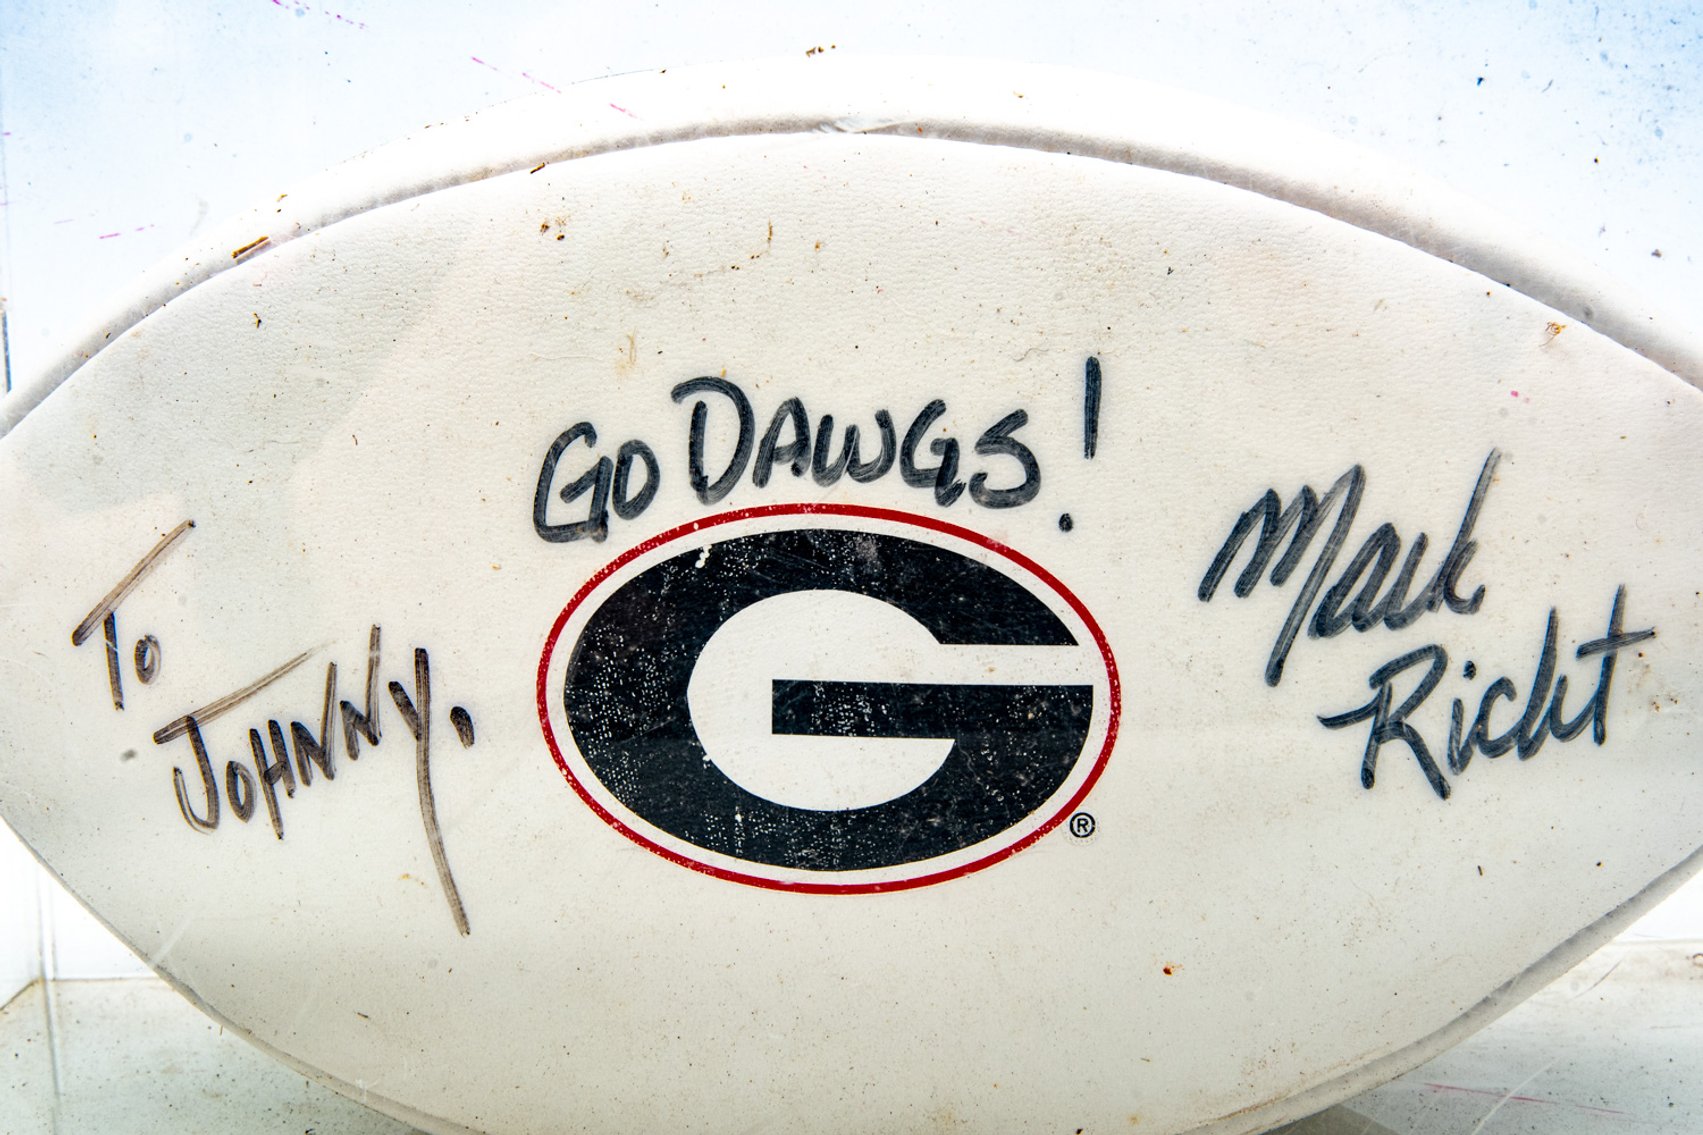 To
Johnny,
Go Dawgs!
G
®
Mark
Richt